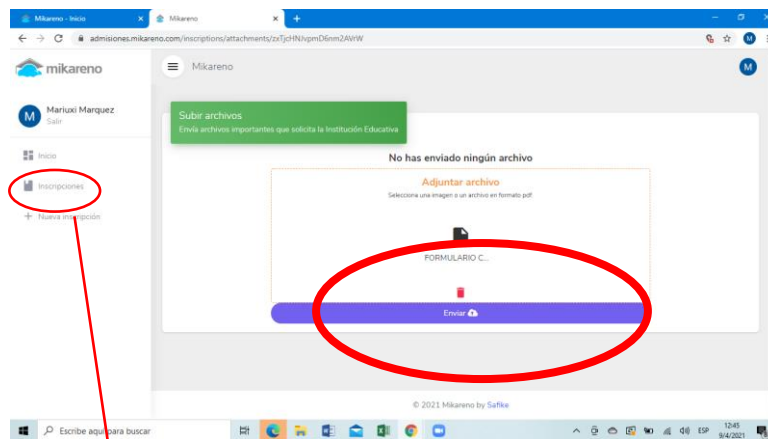 Mikareno - Inicio
Mikareno
admisiones.mikareno.com/inscriptions/attachments/
mikareno
Mikareno
M
M
Mariuxi Marquez
Salir
M
Subir archivos
Envía archivos importantes que solicita la Institución Educativa
Inicio
Inscripciones
Nueva inscripción
No has enviado ningún archivo
Adjuntar archivo
Selecciona una imagen o un archivo en formato pdf.
FORMULARIO C...
Enviar
© 2021 Mikareno by Safike
Escribe aquí para buscar
ESP
12:45
9/4/2021